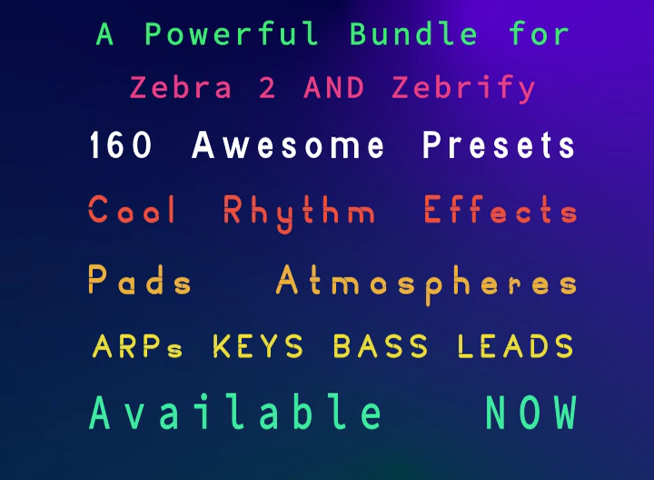 A Powerful Bundle for
Zebra 2 AND Zebrify
160 Awesome Presets
Cool Rhythm Effects
Pads Atmospheres
ARPs KEYS BASS LEADS
Available NOW